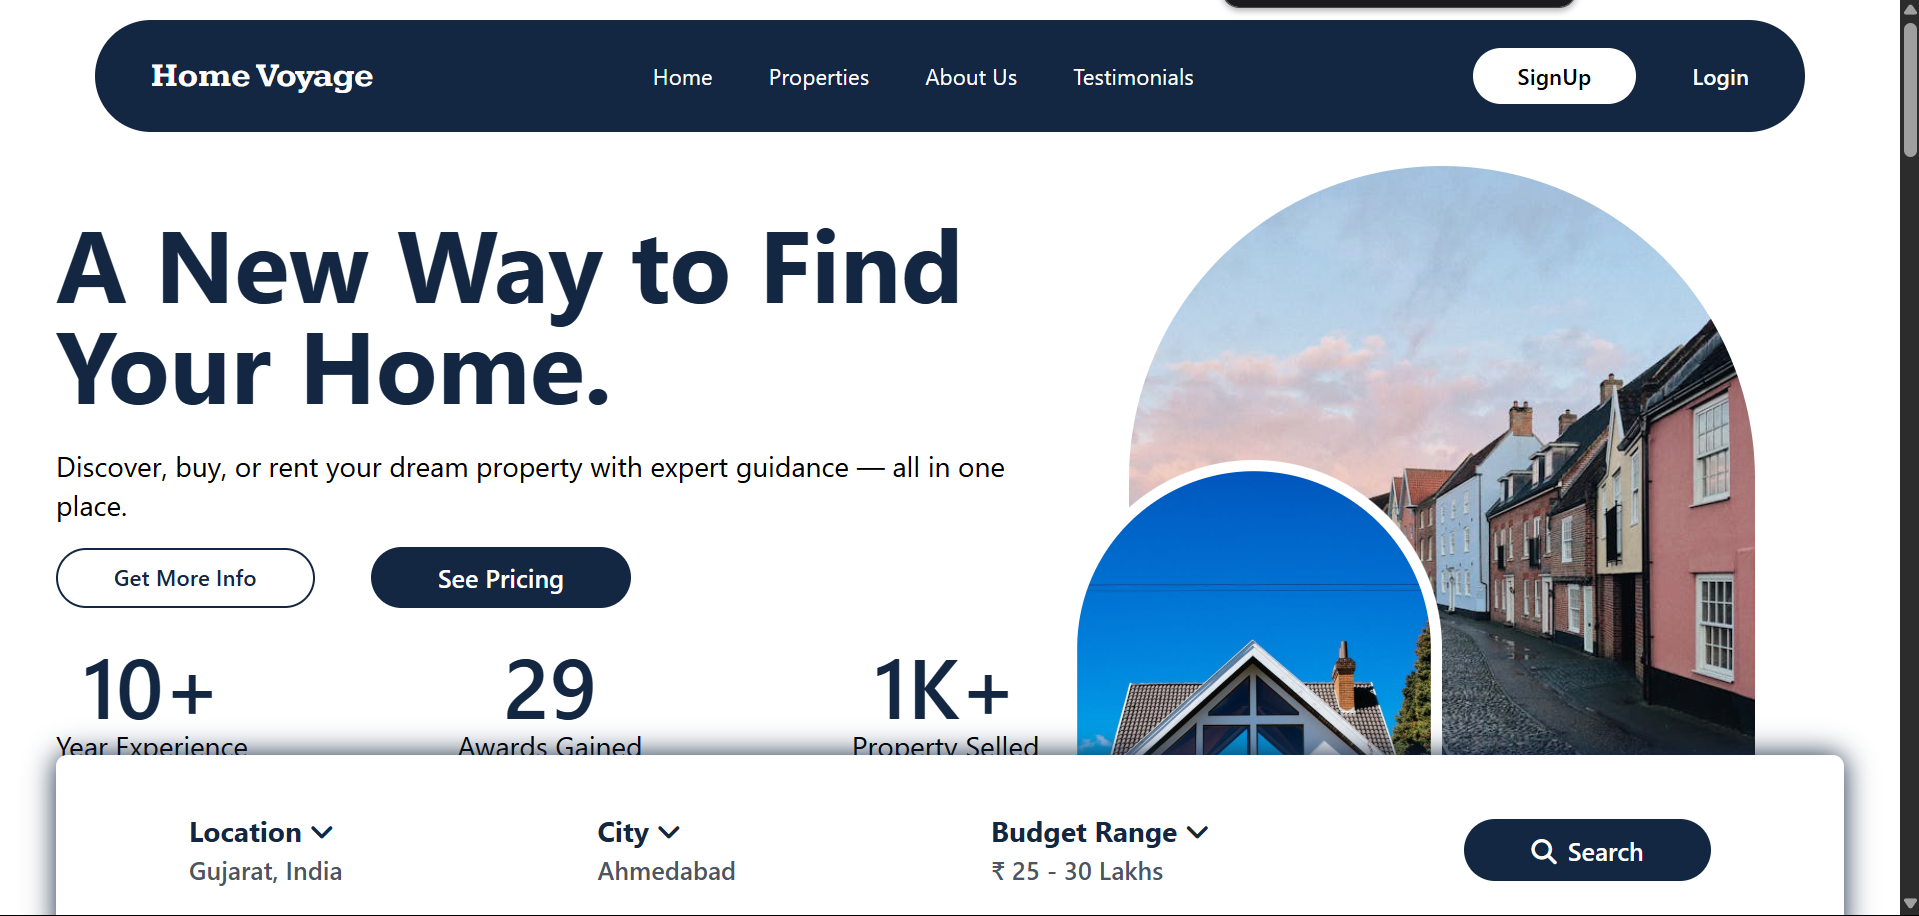 Home Voyage
Home
Properties
About Us
Testimonials
SignUp
Login
A New Way to Find
Your Home.
Discover, buy, or rent your dream property with expert guidance — all in one
place.
Get More Info
See Pricing
10+
29
1K+
Year Experience
Awards Gained
Property Selled
Location
City
Budget Range
Gujarat, India
Ahmedabad
₹ 25 - 30 Lakhs
Search